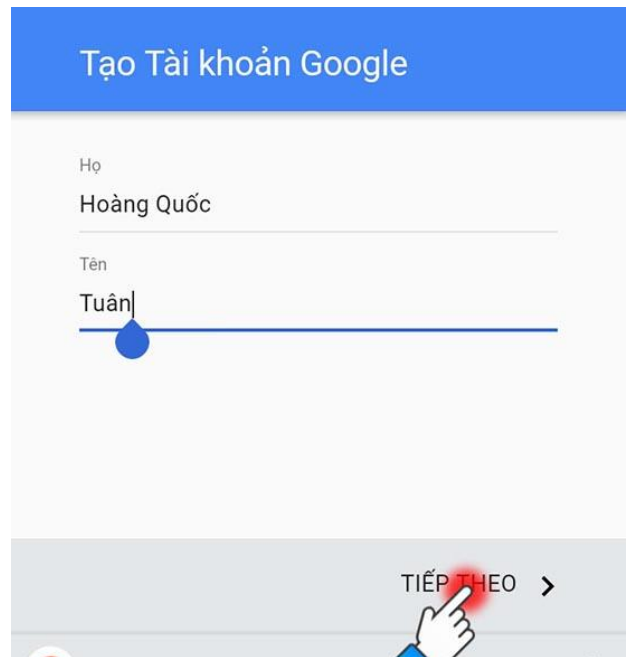 Tạo Tài khoản Google
Họ
Hoàng Quốc
Tên
Tuân
TIẾP THEO